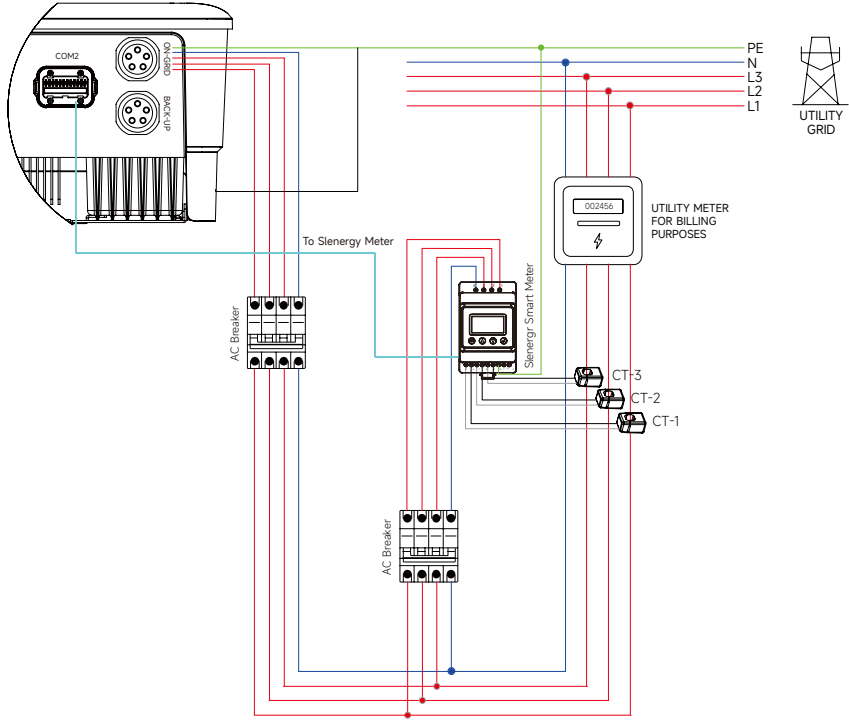 COM2
ON-GRID
BACK-UP
PE
N
L3
L2
L1
UTILITY
GRID
002456
UTILITY METER
FOR BILLING
PURPOSES
To Slenergy Meter
Slenergr Smart Meter
AC Breaker
CT-3
CT-2
CT-1
AC Breaker